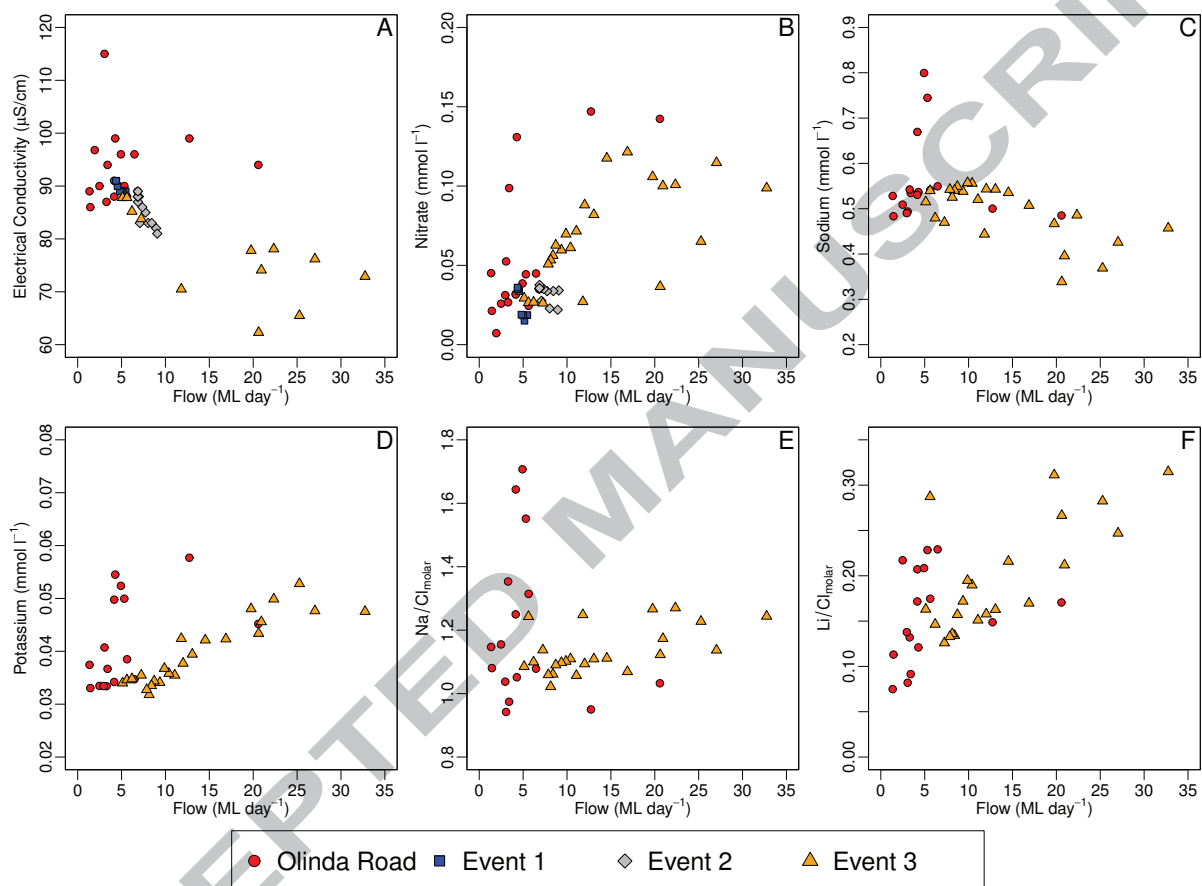 A
Electrical Conductivity (µS/cm)
60 70 80 90 100 110 120
0 5 10 15 20 25 30 35
Flow (ML day⁻¹)
B
Nitrate (mmol l⁻¹)
0.00 0.05 0.10 0.15 0.20
0 5 10 15 20 25 30 35
Flow (ML day⁻¹)
C
Sodium (mmol l⁻¹)
0.2 0.3 0.4 0.5 0.6 0.7 0.8 0.9
0 5 10 15 20 25 30 35
Flow (ML day⁻¹)
D
Potassium (mmol l⁻¹)
0.02 0.03 0.04 0.05 0.06 0.07 0.08
0 5 10 15 20 25 30 35
Flow (ML day⁻¹)
E
Na/Cl molar
0.8 1.0 1.2 1.4 1.6 1.8
0 5 10 15 20 25 30 35
Flow (ML day⁻¹)
F
Li/Cl molar
0.00 0.10 0.20 0.30
0 5 10 15 20 25 30 35
Flow (ML day⁻¹)
Olinda Road Event 1 Event 2 Event 3
EPTED MANUSCRI